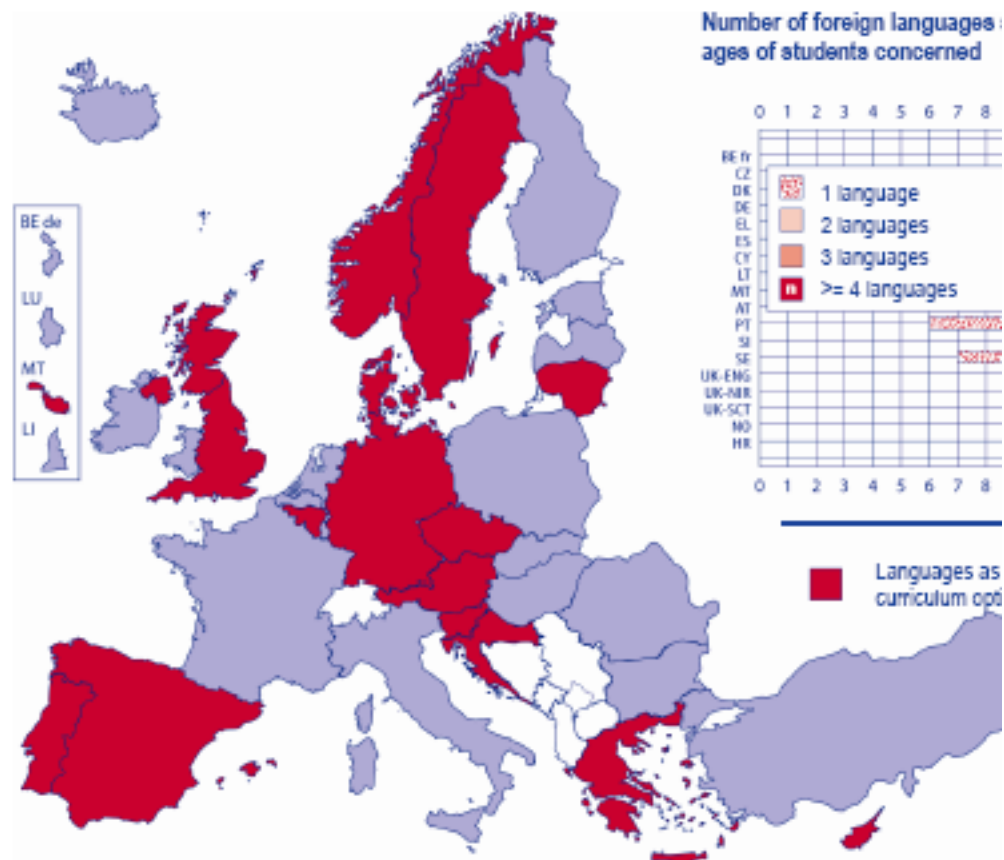 Number of foreign languages
ages of students concerned
0 1 2 3 4 5 6 7 8
BE fr
CZ
DK
DE
EL
ES
CY
LT
MT
AT
PT
SI
SE
UK-ENG
UK-NIR
UK-SCT
NO
HR
1 language
2 languages
3 languages
n >= 4 languages
0 1 2 3 4 5 6 7 8
BE de
LU
MT
LI
Languages as
curriculum opti